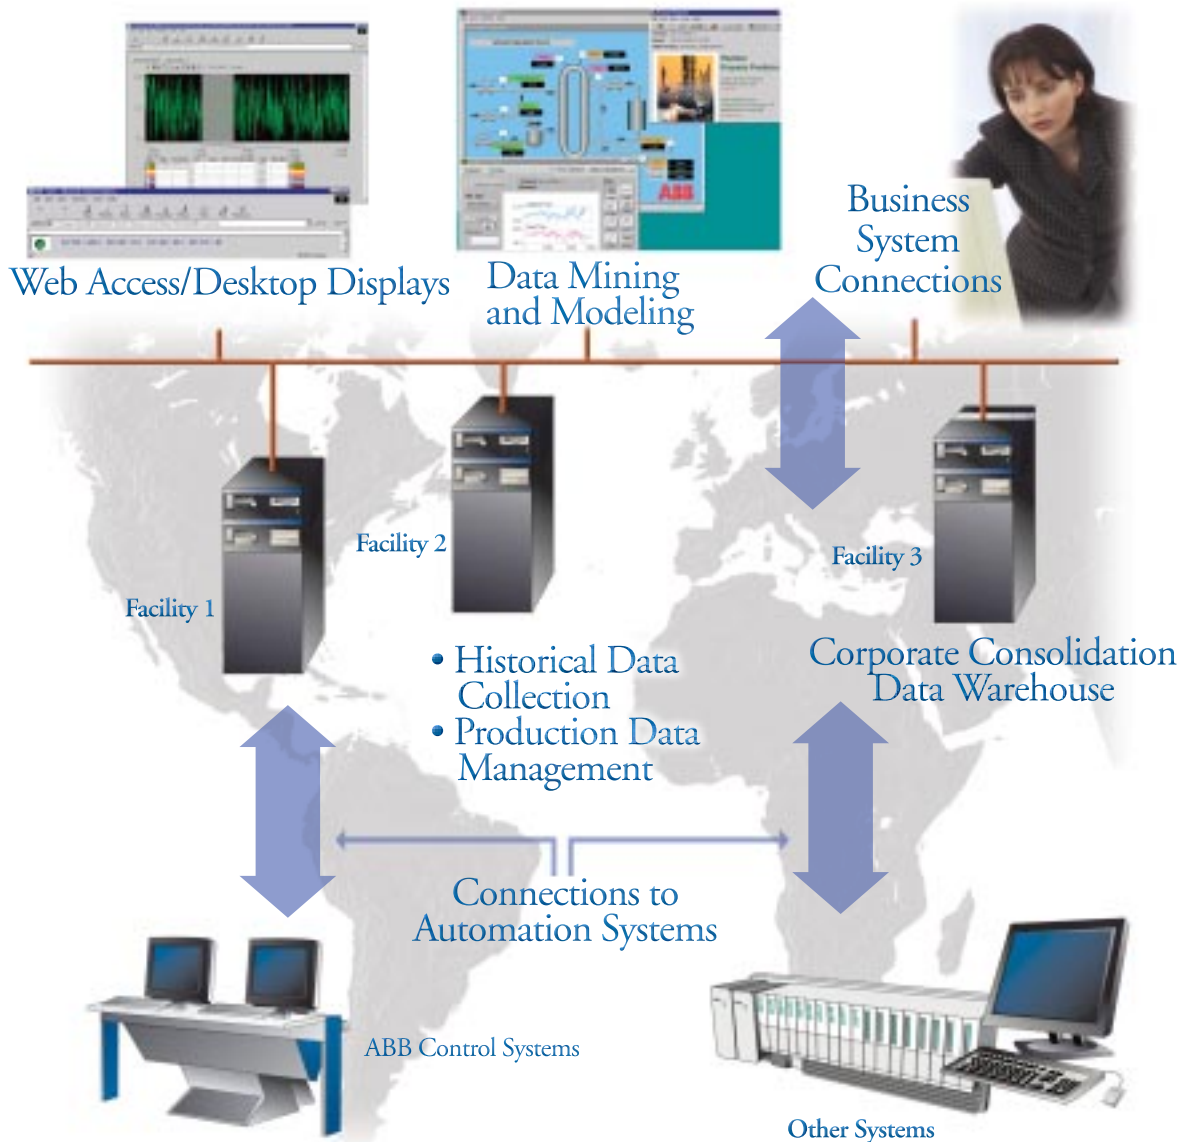 ABB
Web Access/Desktop Displays
Data Mining
and Modeling
Business
System
Connections
Facility 1
Facility 2
Facility 3
• Historical Data
Collection
• Production Data
Management
Corporate Consolidation
Data Warehouse
Connections to
Automation Systems
ABB Control Systems
Other Systems